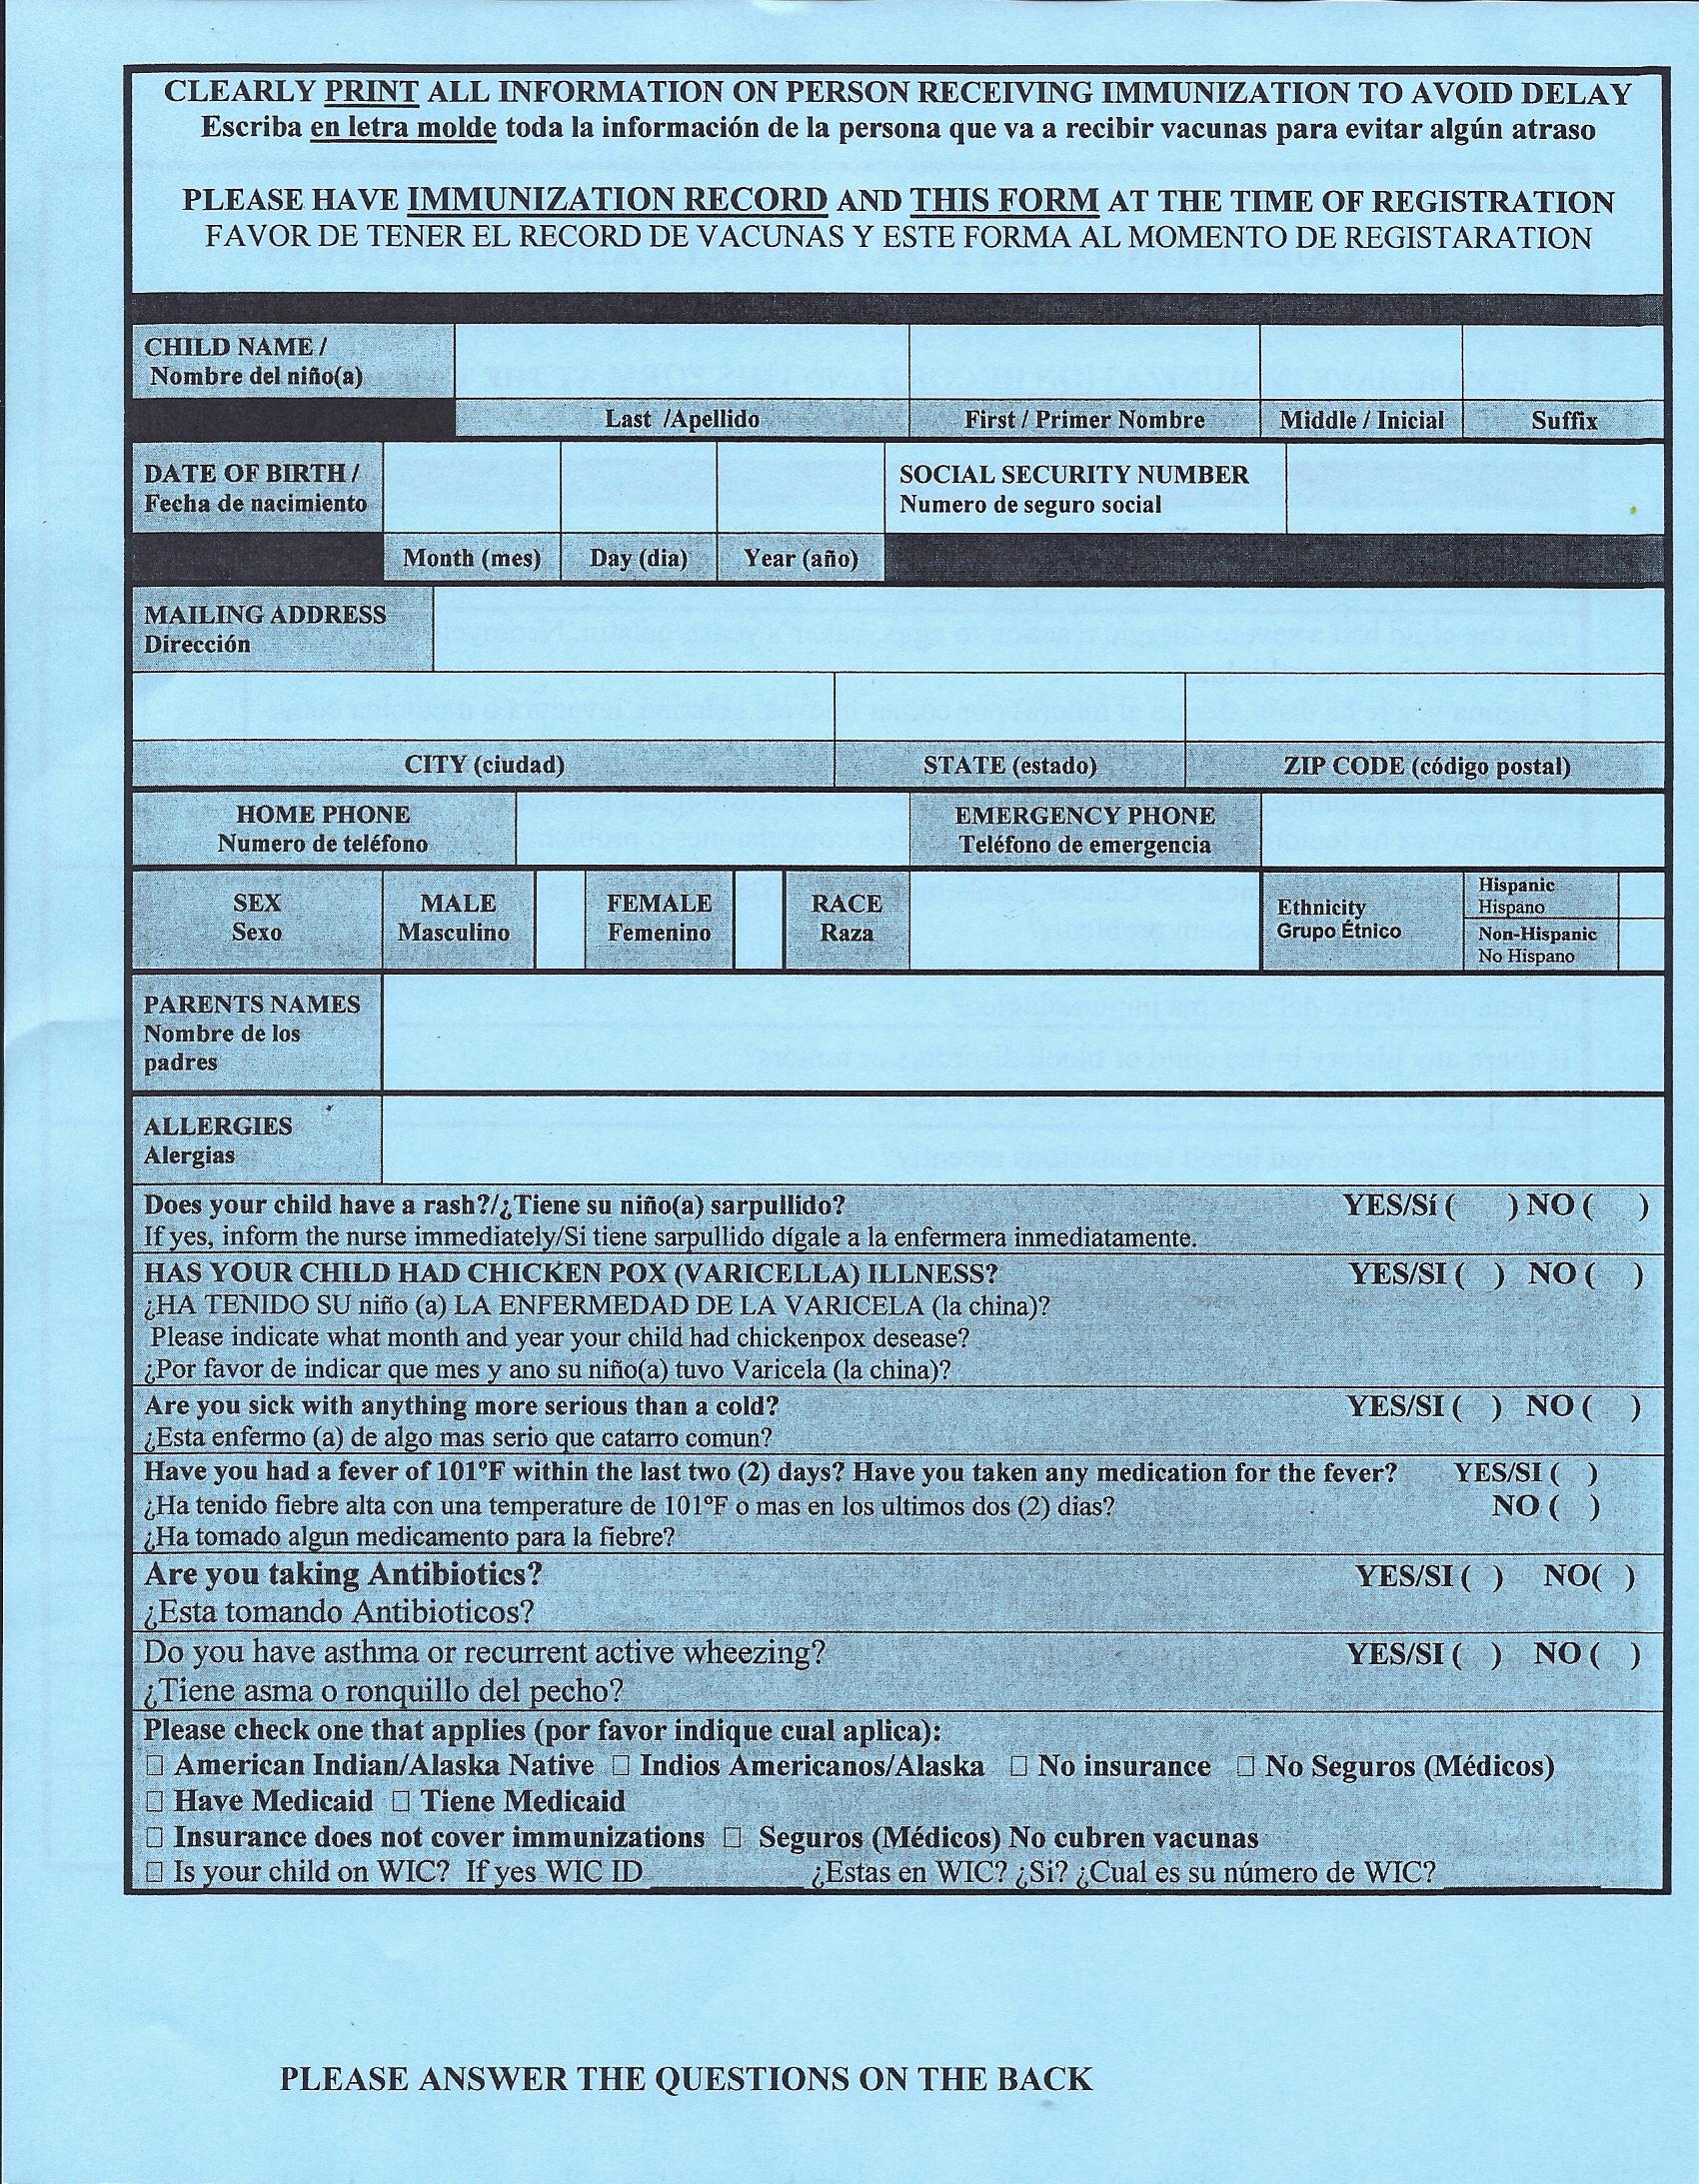 CLEARLY PRINT ALL INFORMATION ON PERSON RECEIVING IMMUNIZATION TO AVOID DELAY
Escriba en letra molde toda la información de la persona que va a recibir vacunas para evitar algún atraso
PLEASE HAVE IMMUNIZATION RECORD AND THIS FORM AT THE TIME OF REGISTRATION
FAVOR DE TENER EL RECORD DE VACUNAS Y ESTE FORMA AL MOMENTO DE REGISTARATION
CHILD NAME /
Nombre del niño(a)
Last /Apellido First / Primer Nombre Middle / Inicial Suffix
DATE OF BIRTH / SOCIAL SECURITY NUMBER
Fecha de nacimiento Numero de seguro social
Month (mes) Day (dia) Year (año)
MAILING ADDRESS
Dirección
CITY (ciudad) STATE (estado) ZIP CODE (código postal)
HOME PHONE EMERGENCY PHONE
Numero de teléfono Teléfono de emergencia
SEX MALE FEMALE RACE Ethnicity Hispanic
Sexo Masculino Femenino Raza Grupo Étnico Hispano
Non-Hispanic
No Hispano
PARENTS NAMES
Nombre de los
padres
ALLERGIES
Alergias
Does your child have a rash?/¿Tiene su niño(a) sarpullido? YES/Sí ( ) NO ( )
If yes, inform the nurse immediately/Si tiene sarpullido dígale a la enfermera inmediatamente.
HAS YOUR CHILD HAD CHICKEN POX (VARICELLA) ILLNESS? YES/SI ( ) NO ( )
¿HA TENIDO SU niño (a) LA ENFERMEDAD DE LA VARICELA (la china)?
Please indicate what month and year your child had chickenpox desease?
¿Por favor de indicar que mes y ano su niño(a) tuvo Varicela (la china)?
Are you sick with anything more serious than a cold? YES/SI ( ) NO ( )
¿Esta enfermo (a) de algo mas serio que catarro comun?
Have you had a fever of 101ºF within the last two (2) days? Have you taken any medication for the fever? YES/SI ( )
¿Ha tenido fiebre alta con una temperature de 101ºF o mas en los ultimos dos (2) dias? NO ( )
¿Ha tomado algun medicamento para la fiebre?
Are you taking Antibiotics? YES/SI ( ) NO( )
¿Esta tomando Antibioticos?
Do you have asthma or recurrent active wheezing? YES/SI ( ) NO ( )
¿Tiene asma o ronquillo del pecho?
Please check one that applies (por favor indique cual aplica):
☐ American Indian/Alaska Native ☐ Indios Americanos/Alaska ☐ No insurance ☐ No Seguros (Médicos)
☐ Have Medicaid ☐ Tiene Medicaid
☐ Insurance does not cover immunizations ☐ Seguros (Médicos) No cubren vacunas
☐ Is your child on WIC? If yes WIC ID ____________ ¿Estas en WIC? ¿Si? ¿Cual es su número de WIC? ____________
PLEASE ANSWER THE QUESTIONS ON THE BACK